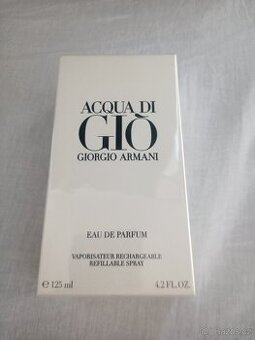 ACQUA DI
GIÒ
GIORGIO ARMANI
EAU DE PARFUM
VAPORISATEUR RECHARGEABLE
REFILLABLE SPRAY
℮ 125 ml 4.2 FL. OZ.